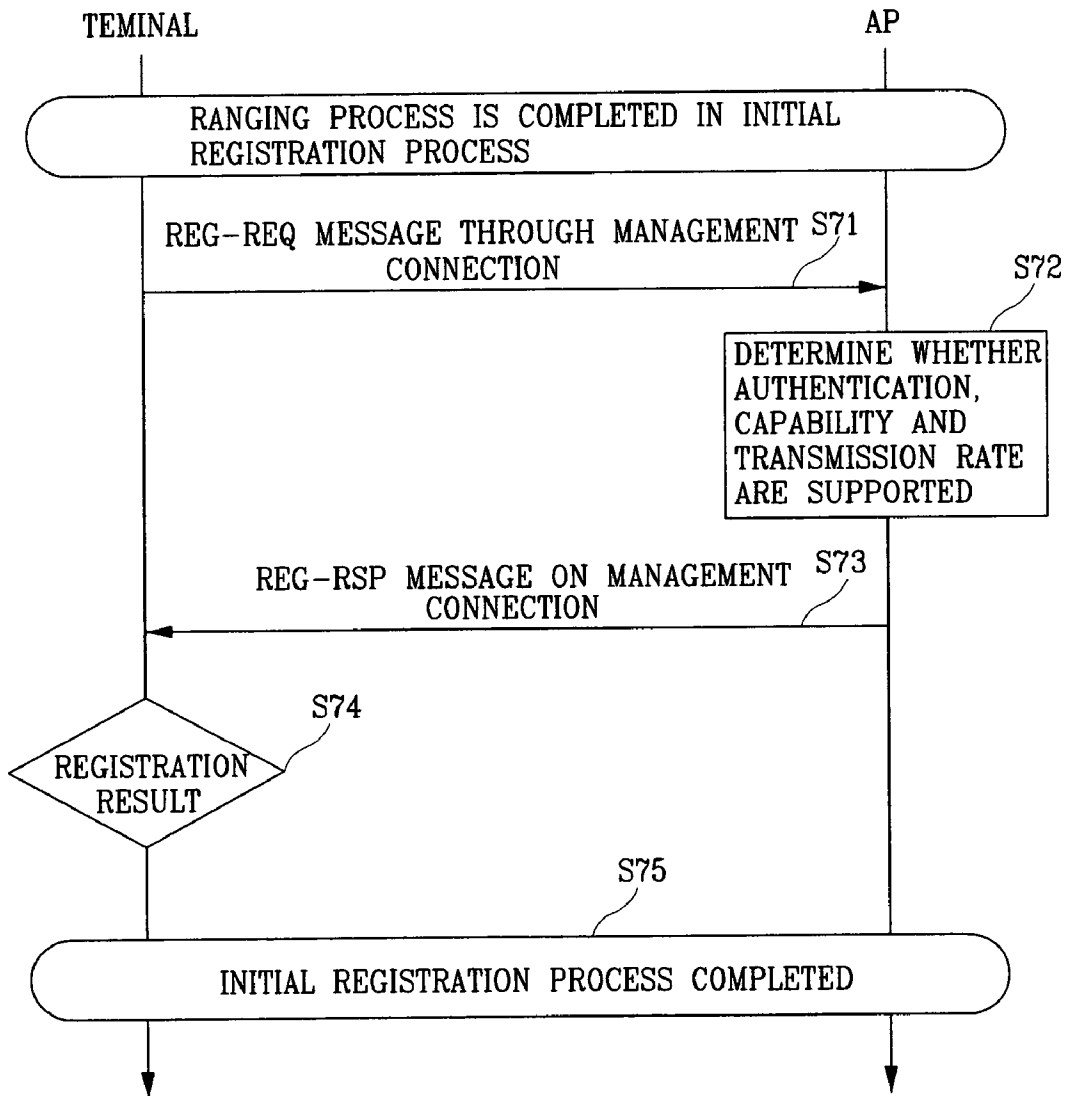 TEMINAL
AP
RANGING PROCESS IS COMPLETED IN INITIAL
REGISTRATION PROCESS
REG-REQ MESSAGE THROUGH MANAGEMENT
CONNECTION
S71
S72
DETERMINE WHETHER
AUTHENTICATION,
CAPABILITY AND
TRANSMISSION RATE
ARE SUPPORTED
REG-RSP MESSAGE ON MANAGEMENT
CONNECTION
S73
S74
REGISTRATION
RESULT
S75
INITIAL REGISTRATION PROCESS COMPLETED